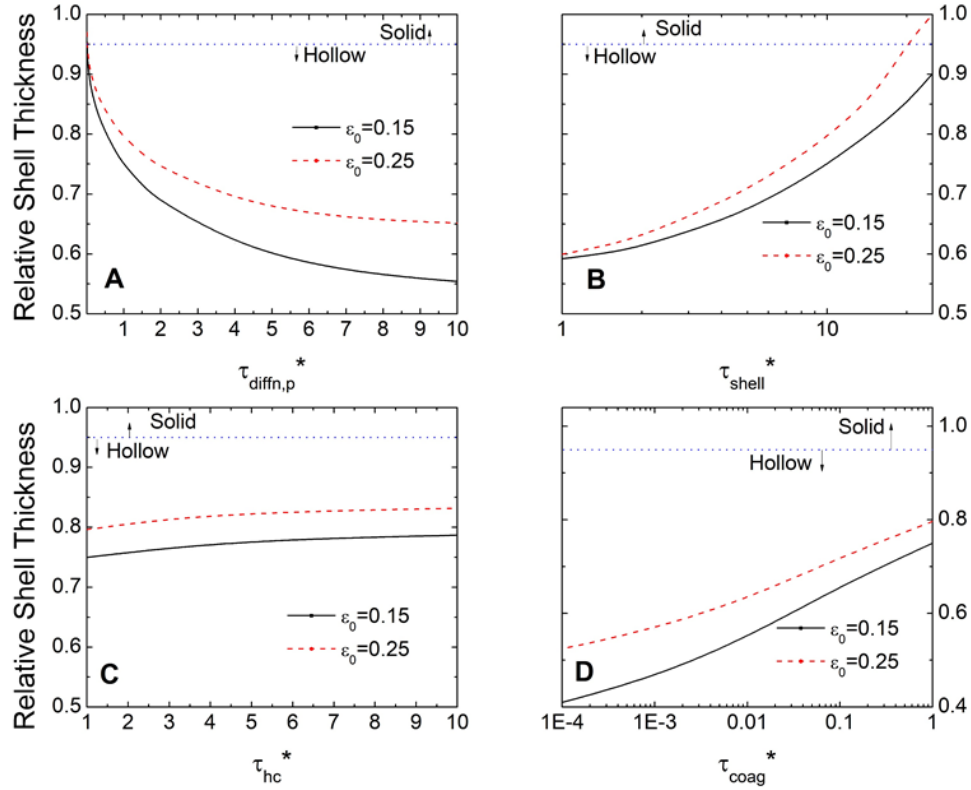 1.0
Solid
Hollow
0.9
ε0=0.15
0.8
ε0=0.25
0.7
0.6
A
0.5
1 2 3 4 5 6 7 8 9 10
τdiffn,p*
Relative Shell Thickness
1.0
Solid
Hollow
0.9
0.8
0.7
ε0=0.15
ε0=0.25
0.6
B
0.5
1 10
τshell*
1.0
Solid
Hollow
0.9
0.8
0.7
ε0=0.15
ε0=0.25
0.6
C
0.5
1 2 3 4 5 6 7 8 9 10
τhc*
Relative Shell Thickness
1.0
Solid
Hollow
0.8
0.6
ε0=0.15
ε0=0.25
D
0.4
1E-4 1E-3 0.01 0.1 1
τcoag*